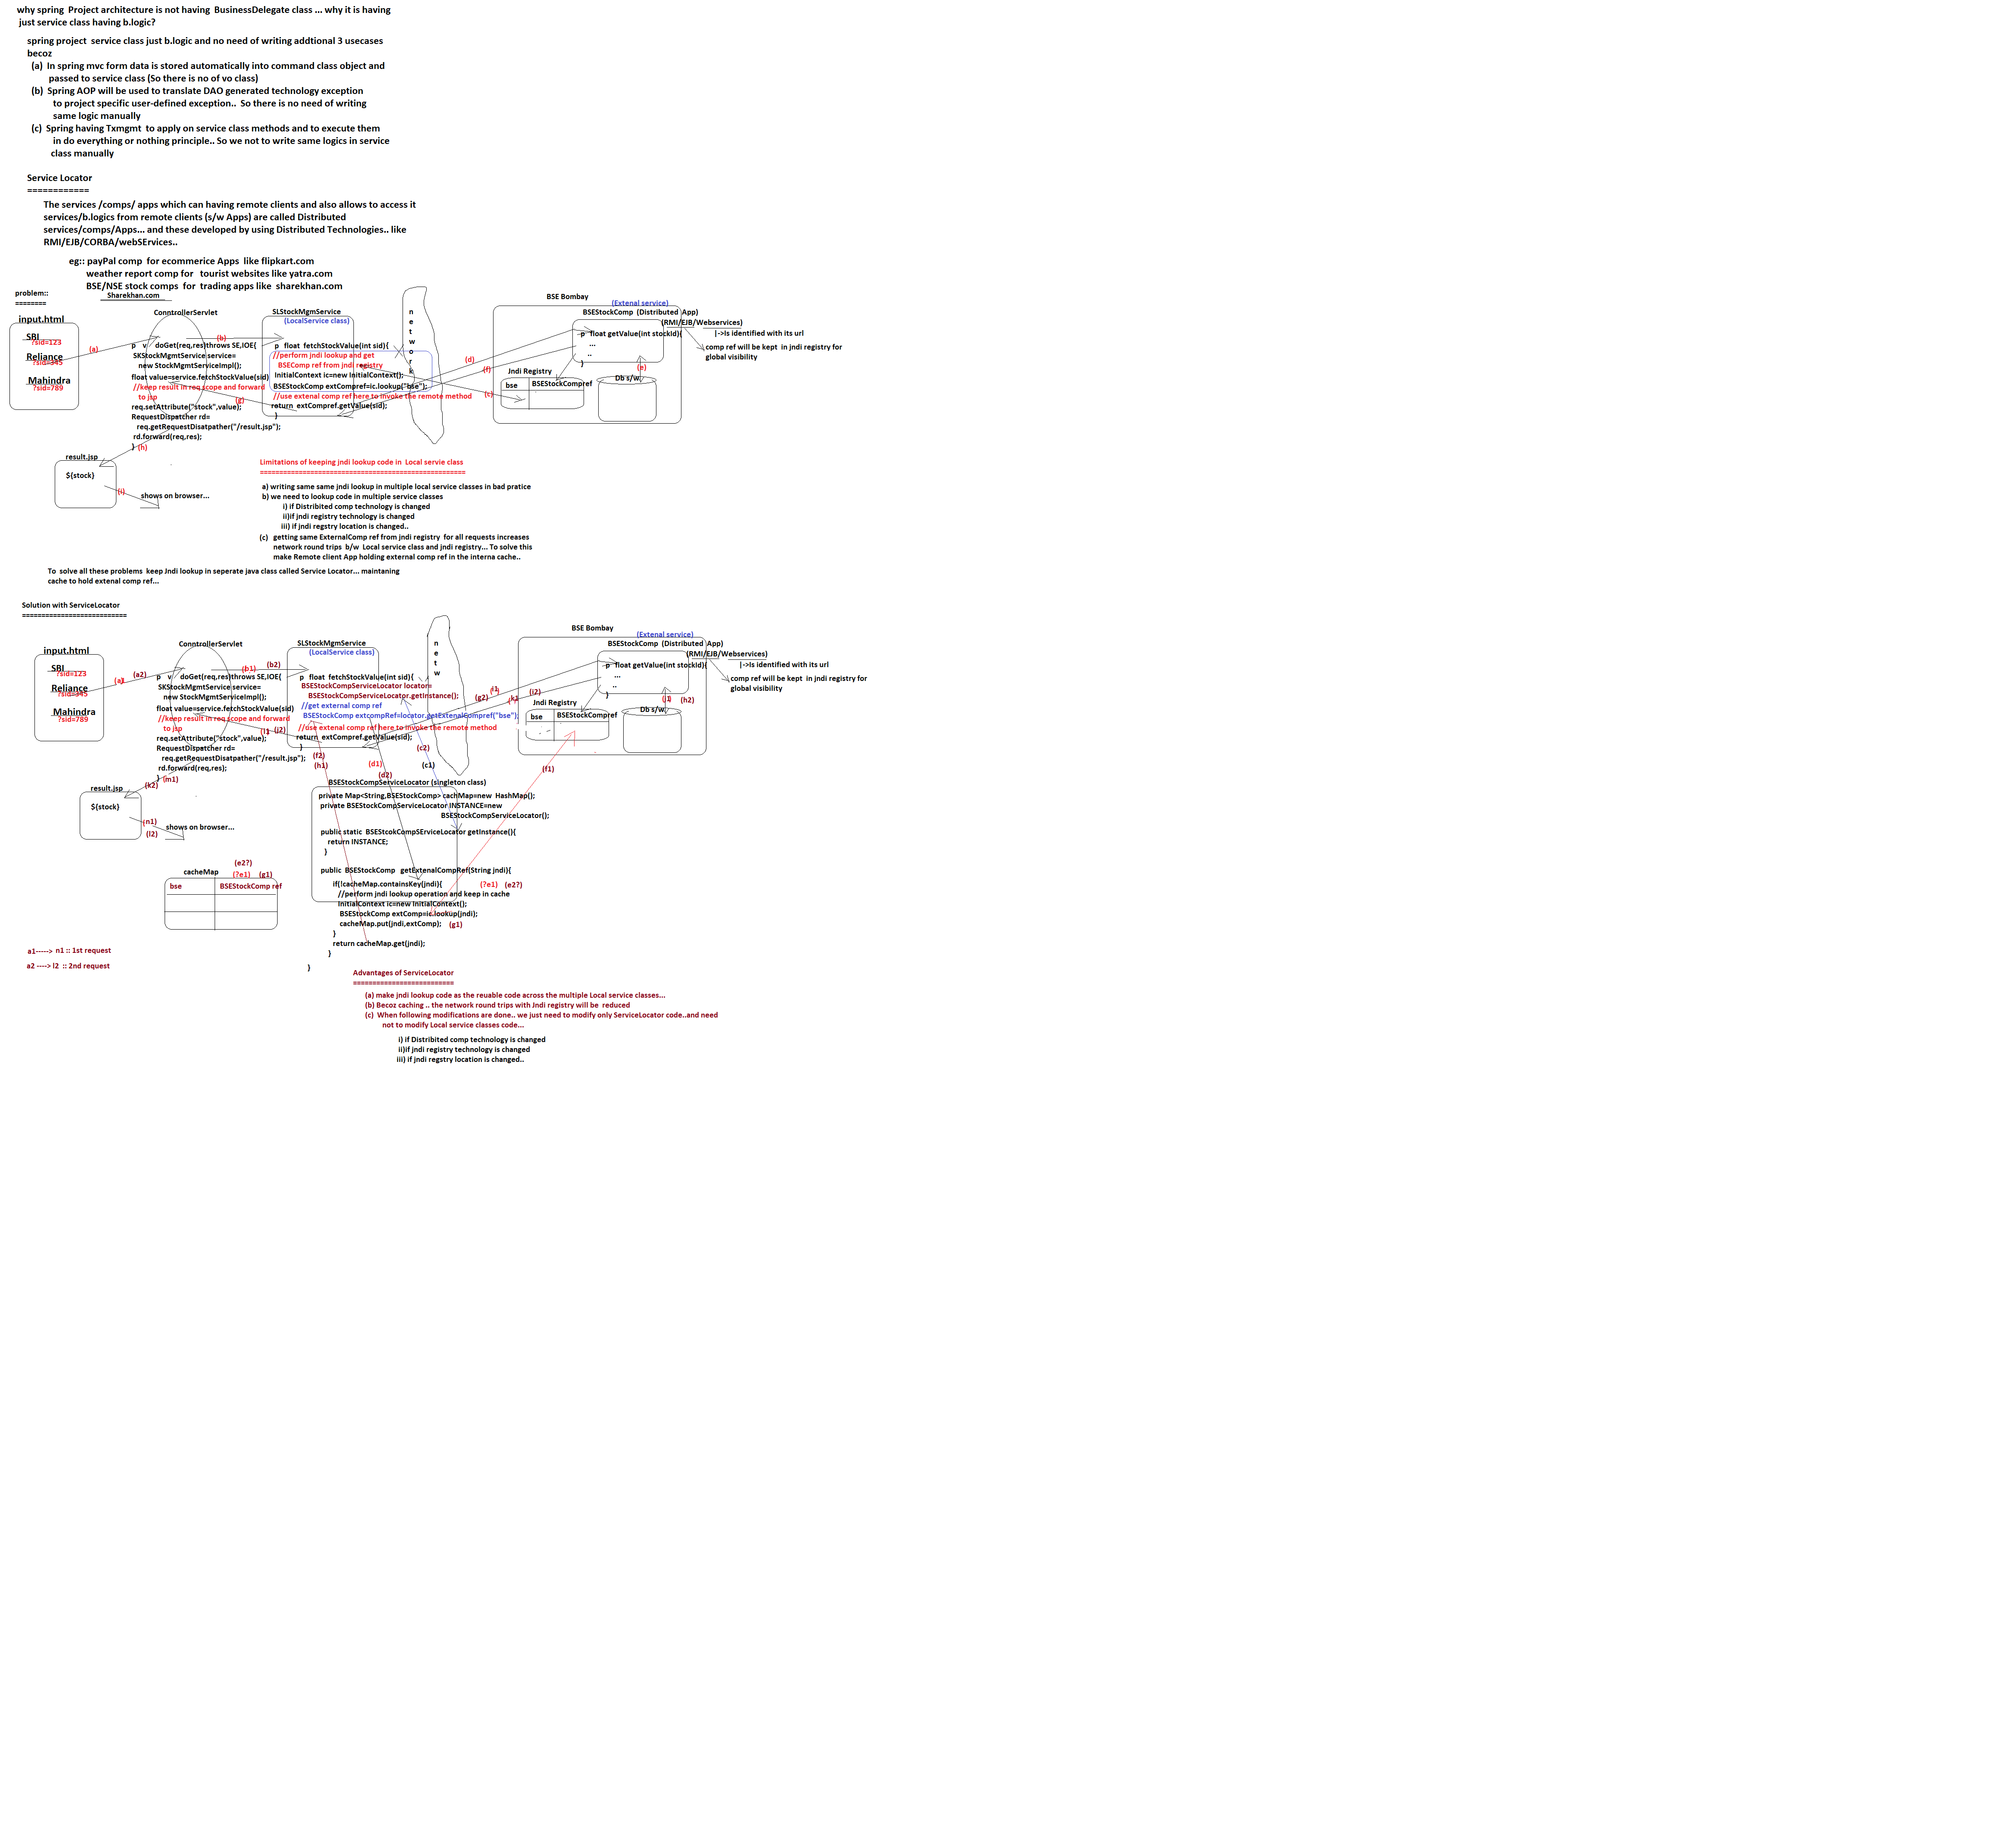 why spring  Project architecture is not having  BusinessDelegate class ... why it is having
just service class having b.logic?
spring project  service class just b.logic and no need of writing addtional 3 usecases
becoz
(a)  In spring mvc form data is stored automatically into command class object and
passed to service class (So there is no of vo class)
(b)  Spring AOP will be used to translate DAO generated technology exception
to project specific user-defined exception..  So there is no need of writing
same logic manually
(c)  Spring having Txmgmt  to apply on service class methods and to execute them
in do everything or nothing principle.. So we not to write same logics in service
class manually
Service Locator
============
The services /comps/ apps which can having remote clients and also allows to access it
services/b.logics from remote clients (s/w Apps) are called Distributed
services/comps/Apps... and these developed by using Distributed Technologies.. like
RMI/EJB/CORBA/webSErvices..
eg:: payPal comp  for ecommerice Apps  like flipkart.com
weather report comp for   tourist websites like yatra.com
BSE/NSE stock comps  for  trading apps like  sharekhan.com
problem::
========
Sharekhan.com
input.html
SBI
?sid=123
Reliance
?sid=345
Mahindra
?sid=789
(a)
ConntrollerServlet
(b)
p   v    doGet(req,res)throws SE,IOE{
SKStockMgmtService service=
new StockMgmtServiceImpl();
float value=service.fetchStockValue(sid)
//keep result in req scope and forward
to jsp
req.setAttribute("stock",value);
RequestDispatcher rd=
req.getRequestDisatpather("/result.jsp");
rd.forward(req,res);
}
(h)
(g)
SLStockMgmService
(LocalService class)
p   float  fetchStockValue(int sid){
//perform jndi lookup and get
BSEComp ref from jndi registry
InitialContext ic=new InitialContext();
BSEStockComp extCompref=ic.lookup("bse");
//use extenal comp ref here to invoke the remote method
return  extCompref.getValue(sid);
}
n
e
t
w
o
r
k
(d)
(f)
(c)
BSE Bombay
(Extenal service)
BSEStockComp  (Distributed  App)
(RMI/EJB/Webservices)
p   float getValue(int stockId){
...
..
}
|->Is identified with its url
comp ref will be kept  in jndi registry for
global visibility
(e)
Jndi Registry
bse
BSEStockCompref
Db s/w
result.jsp
${stock}
(i)
shows on browser...
Limitations of keeping jndi lookup code in  Local servie class
=====================================================
a) writing same same jndi lookup in multiple local service classes in bad pratice
b) we need to lookup code in multiple service classes
i) if Distribited comp technology is changed
ii)if jndi registry technology is changed
iii) if jndi regstry location is changed..
(c)   getting same ExternalComp ref from jndi registry  for all requests increases
network round trips  b/w  Local service class and jndi registry... To solve this
make Remote client App holding external comp ref in the interna cache..
To  solve all these problems  keep Jndi lookup in seperate java class called Service Locator... maintaning
cache to hold extenal comp ref...
Solution with ServiceLocator
===========================
input.html
SBI
?sid=123
Reliance
?sid=345
Mahindra
?sid=789
(a1
(a2)
ConntrollerServlet
(b1)
(b2)
p   v    doGet(req,res)throws SE,IOE{
SKStockMgmtService service=
new StockMgmtServiceImpl();
float value=service.fetchStockValue(sid)
//keep result in req scope and forward
to jsp
req.setAttribute("stock",value);
RequestDispatcher rd=
req.getRequestDisatpather("/result.jsp");
rd.forward(req,res);
}
(m1)
(k2)
(j2)
SLStockMgmService
(LocalService class)
p   float  fetchStockValue(int sid){
BSEStockCompServiceLocator locator=
BSEStockCompServiceLocator.getInstance();
//get external comp ref
BSEStockComp extcompRef=locator.getExtenalCompref("bse");
//use extenal comp ref here to invoke the remote method
return  extCompref.getValue(sid);
}
n
e
t
w
(g2)
(i2)
BSE Bombay
(Extenal service)
BSEStockComp  (Distributed  App)
(RMI/EJB/Webservices)
p   float getValue(int stockId){
...
..
}
|->Is identified with its url
comp ref will be kept  in jndi registry for
global visibility
(h2)
Jndi Registry
bse
BSEStockCompref
Db s/w
(f2)
(h1)
(d1)
(d2)
(c2)
(c1)
(f1)
result.jsp
${stock}
(n1)
(l2)
shows on browser...
BSEStockCompServiceLocator (singleton class)
private Map<String,BSEStockComp> cachMap=new  HashMap();
private BSEStockCompServiceLocator INSTANCE=new
BSEStockCompServiceLocator();
public static  BSEStcokCompSErviceLocator getInstance(){
return INSTANCE;
}
public  BSEStockComp   getExtenalCompRef(String jndi){
if(!cacheMap.containsKey(jndi){
(?e1)
(e2?)
//perform jndi lookup operation and keep in cache
InitialContext ic=new InitialContext();
BSEStockComp extComp=ic.lookup(jndi);
cacheMap.put(jndi,extComp);
(g1)
}
return cacheMap.get(jndi);
}
}
(e2?)
cacheMap
(?e1)
(g1)
bse
BSEStockComp ref
a1-----> n1 :: 1st request
a2 ----> l2  :: 2nd request
Advantages of ServiceLocator
==========================
(a) make jndi lookup code as the reuable code across the multiple Local service classes...
(b) Becoz caching .. the network round trips with Jndi registry will be  reduced
(c)  When following modifications are done.. we just need to modify only ServiceLocator code..and need
not to modify Local service classes code...
i) if Distribited comp technology is changed
ii)if jndi registry technology is changed
iii) if jndi regstry location is changed..